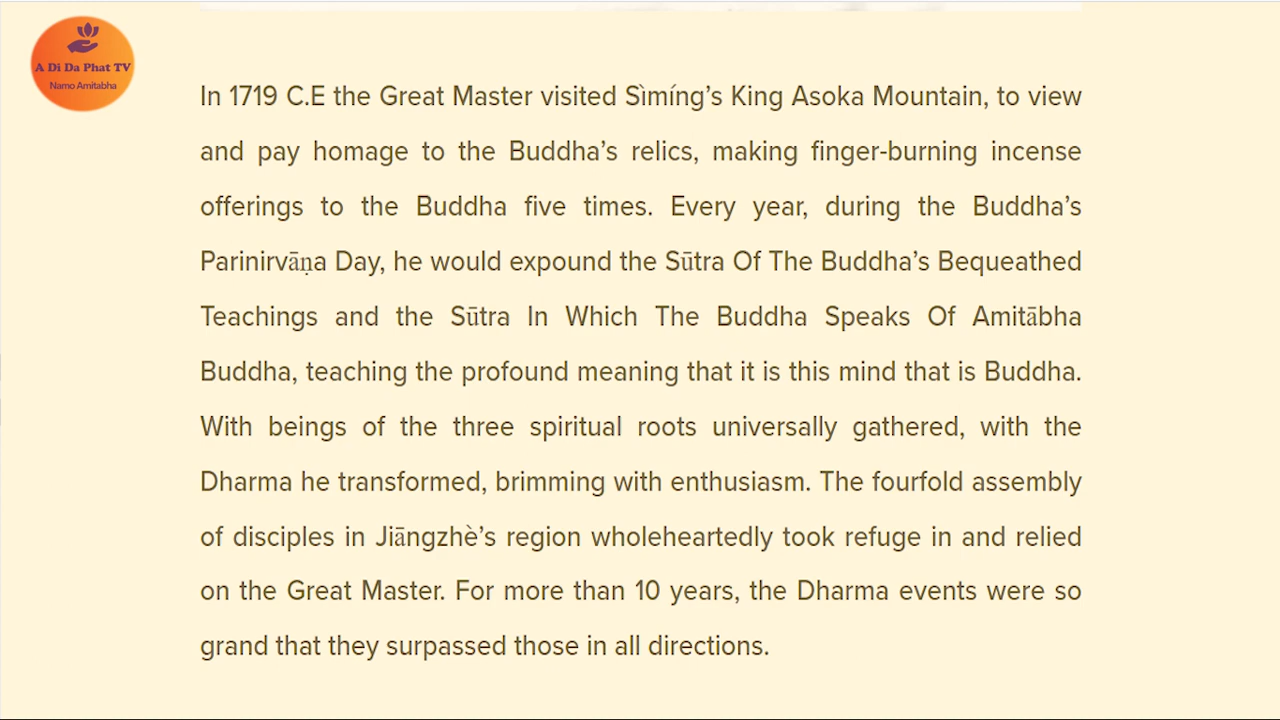 A Di Da Phat TV
Namo Amitabha
In 1719 C.E the Great Master visited Sìmíng’s King Asoka Mountain, to view
and pay homage to the Buddha’s relics, making finger-burning incense
offerings to the Buddha five times. Every year, during the Buddha’s
Parinirvāṇa Day, he would expound the Sūtra Of The Buddha’s Bequeathed
Teachings and the Sūtra In Which The Buddha Speaks Of Amitābha
Buddha, teaching the profound meaning that it is this mind that is Buddha.
With beings of the three spiritual roots universally gathered, with the
Dharma he transformed, brimming with enthusiasm. The fourfold assembly
of disciples in Jiāngzhè’s region wholeheartedly took refuge in and relied
on the Great Master. For more than 10 years, the Dharma events were so
grand that they surpassed those in all directions.